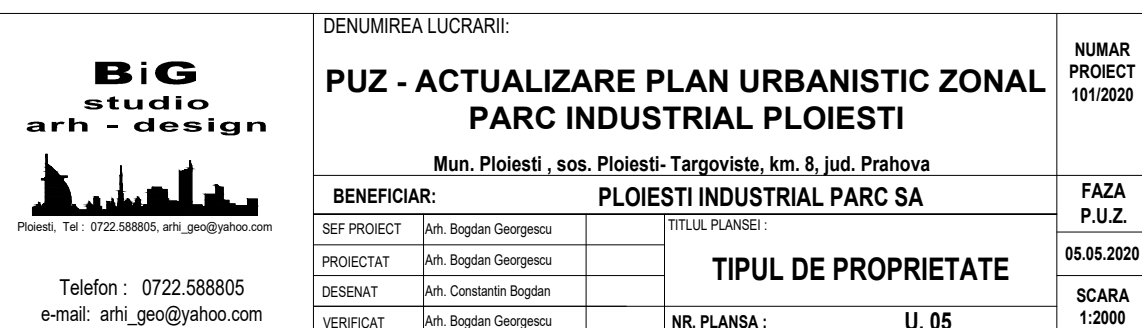 BiG
studio
arh - design
Ploiesti, Tel : 0722.588805, arhi_geo@yahoo.com
Telefon : 0722.588805
e-mail: arhi_geo@yahoo.com
DENUMIREA LUCRARII:
PUZ - ACTUALIZARE PLAN URBANISTIC ZONAL
PARC INDUSTRIAL PLOIESTI
Mun. Ploiesti , sos. Ploiesti- Targoviste, km. 8, jud. Prahova
BENEFICIAR: PLOIESTI INDUSTRIAL PARC SA
SEF PROIECT Arh. Bogdan Georgescu
PROIECTAT Arh. Bogdan Georgescu
DESENAT Arh. Constantin Bogdan
VERIFICAT Arh. Bogdan Georgescu
TITLUL PLANSEI :
TIPUL DE PROPRIETATE
NR. PLANSA : U. 05
NUMAR
PROIECT
101/2020
FAZA
P.U.Z.
05.05.2020
SCARA
1:2000